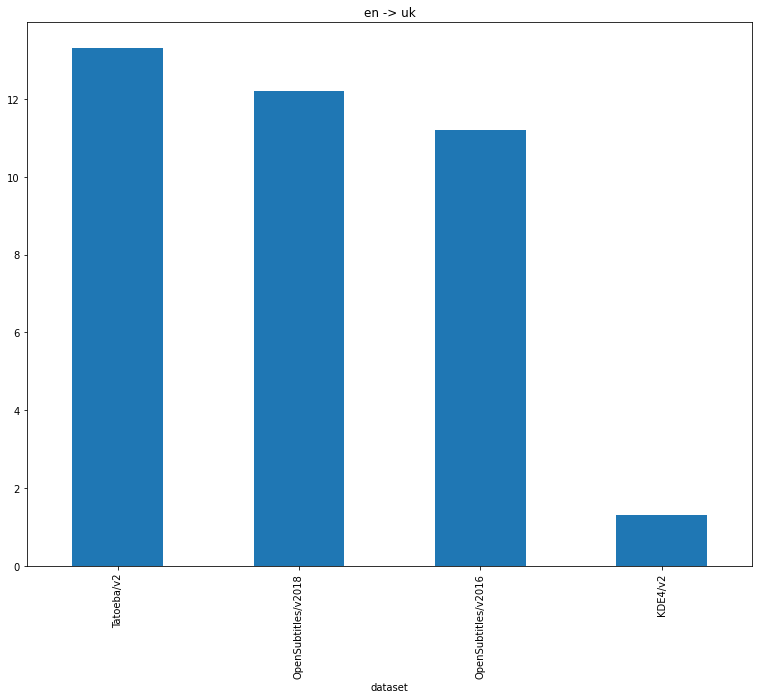 en -> uk
12
10
8
6
4
2
0
Tatoeba/v2
OpenSubtitles/v2018
OpenSubtitles/v2016
KDE4/v2
dataset